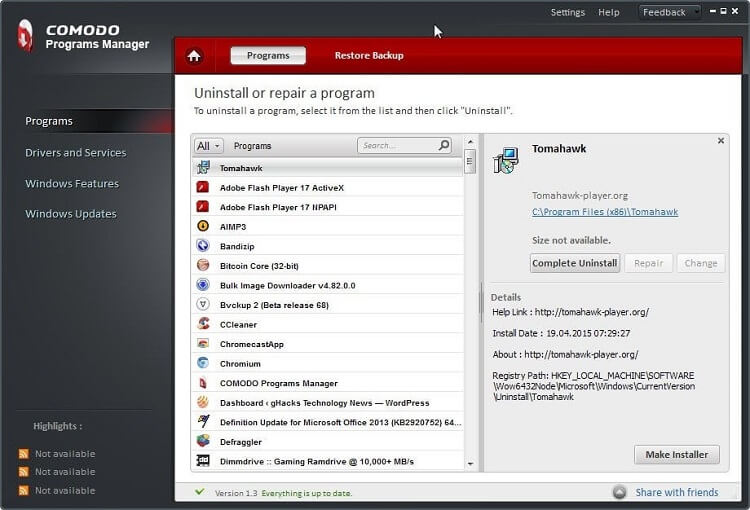 COMODO
Programs Manager
Settings Help Feedback
Programs Restore Backup
Uninstall or repair a program
To uninstall a program, select it from the list and then click "Uninstall".
Programs
Drivers and Services
Windows Features
Windows Updates
All Programs Search...
Tomahawk
Adobe Flash Player 17 ActiveX
Adobe Flash Player 17 NPAPI
AIMP3
Bandizip
Bitcoin Core (32-bit)
Bulk Image Downloader v4.82.0.0
Bvckup 2 (Beta release 68)
CCleaner
ChromecastApp
Chromium
COMODO Programs Manager
Dashboard ‹ gHacks Technology News — WordPress
Definition Update for Microsoft Office 2013 (KB2920752) 64...
Defraggler
dd
Dimmdrive :: Gaming Ramdrive @ 10,000+ MB/s
Tomahawk
Tomahawk-player.org
C:\Program Files (x86)\Tomahawk
Size not available.
Complete Uninstall Repair Change
Details
Help Link : http://tomahawk-player.org/
Install Date : 19.04.2015 07:29:27
About : http://tomahawk-player.org/
Registry Path: HKEY_LOCAL_MACHINE\SOFTWARE
\Wow6432Node\Microsoft\Windows\CurrentVersion
\Uninstall\Tomahawk
Make Installer
Highlights :
Not available
Not available
Not available
Version 1.3 Everything is up to date.
Share with friends